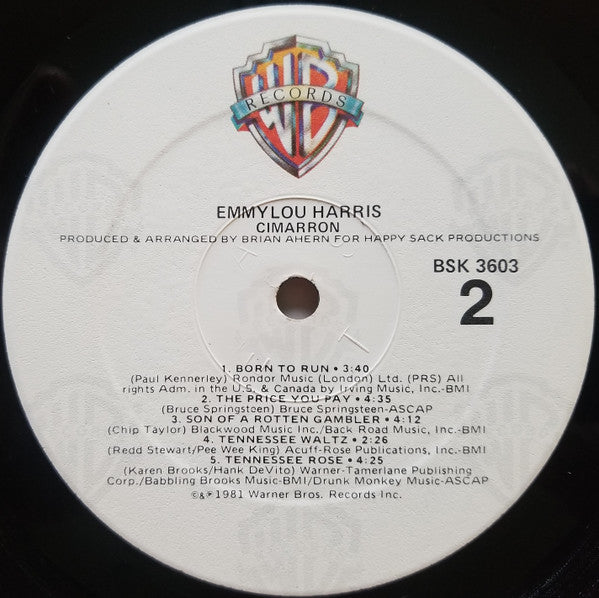 WB
RECORDS
EMMYLOU HARRIS
CIMARRON
PRODUCED & ARRANGED BY BRIAN AHERN FOR HAPPY SACK PRODUCTIONS
BSK 3603
2
1. BORN TO RUN • 3:40
(Paul Kennerley) Rondor Music (London) Ltd. (PRS) All
rights Adm. in the U.S. & Canada by Irving Music, Inc.-BMI
2. THE PRICE YOU PAY • 4:35
(Bruce Springsteen) Bruce Springsteen-ASCAP
3. SON OF A ROTTEN GAMBLER • 4:12
(Chip Taylor) Blackwood Music Inc./Back Road Music, Inc.-BMI
4. TENNESSEE WALTZ • 2:26
(Redd Stewart/Pee Wee King) Acuff-Rose Publications Inc.-BMI
5. TENNESSEE ROSE • 4:25
(Karen Brooks/Hank DeVito) Warner-Tamerlane Publishing
Corp./Babbling Brooks Music-BMI/Drunk Monkey Music-ASCAP
©&℗1981 Warner Bros. Records Inc.